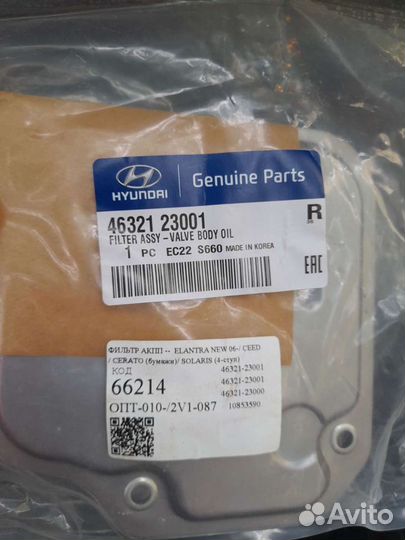 HYUNDAI
Genuine Parts
46321 23001
FILTER ASSY-VALVE BODY OIL
1 PC EC22 S660 MADE IN KOREA
R
EAC
ФИЛЬТР АКПП -- ELANTRA NEW 06-/ CEED
/ CERATO (бумажн)/ SOLARIS (4-ступ)
КОД
46321-23001
66214
46321-23001
46321-23000
ОПТ-010-/2V1-087
10853590
Avito